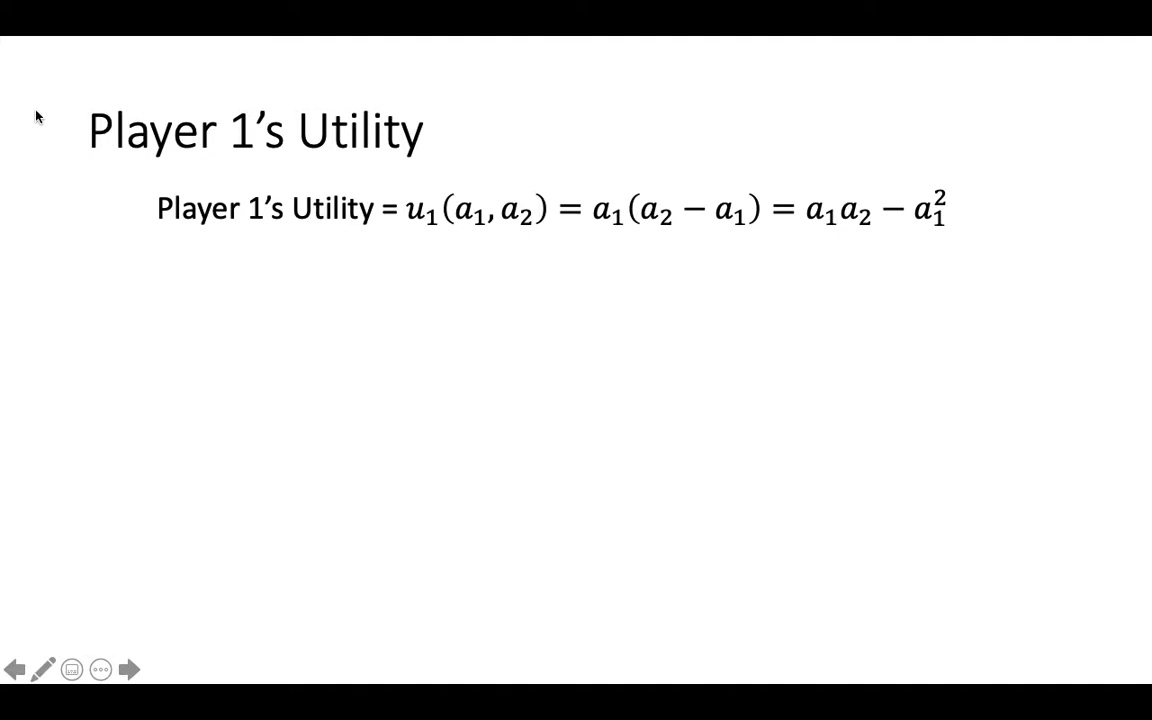 Player 1’s Utility
Player 1’s Utility = 𝑢₁(𝑎₁, 𝑎₂) = 𝑎₁(𝑎₂ − 𝑎₁) = 𝑎₁𝑎₂ − 𝑎₁²